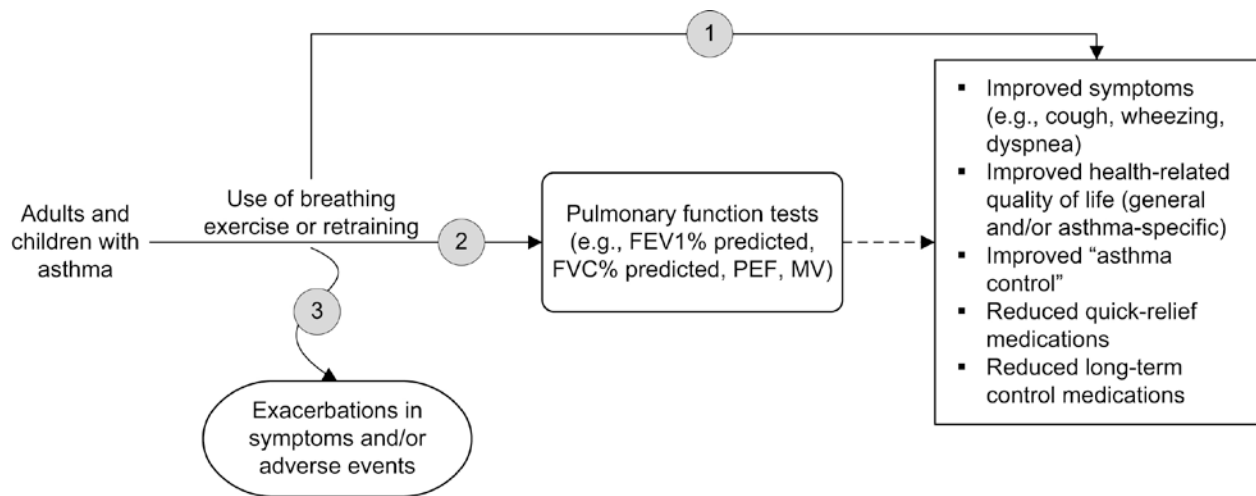 1
▪ Improved symptoms
(e.g., cough, wheezing,
dyspnea)
▪ Improved health-related
quality of life (general
and/or asthma-specific)
▪ Improved “asthma
control”
▪ Reduced quick-relief
medications
▪ Reduced long-term
control medications
Adults and
children with
asthma
Use of breathing
exercise or retraining
2
Pulmonary function tests
(e.g., FEV1% predicted,
FVC% predicted, PEF, MV)
3
Exacerbations in
symptoms and/or
adverse events